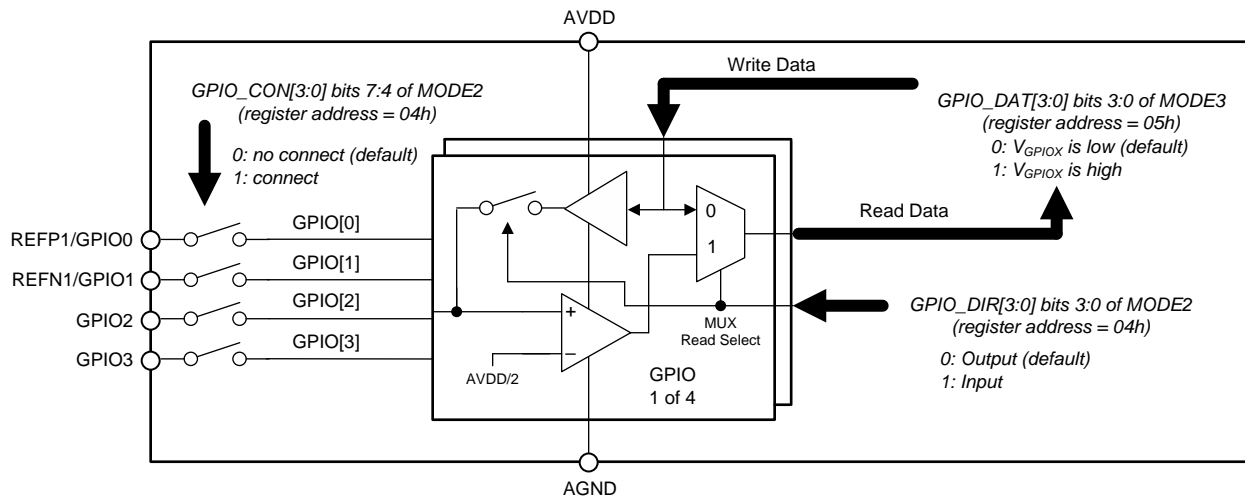 AVDD
Write Data
GPIO_CON[3:0] bits 7:4 of MODE2
(register address = 04h)
0: no connect (default)
1: connect
GPIO_DAT[3:0] bits 3:0 of MODE3
(register address = 05h)
0: VGPIOX is low (default)
1: VGPIOX is high
Read Data
REFP1/GPIO0
GPIO[0]
REFN1/GPIO1
GPIO[1]
GPIO2
GPIO[2]
GPIO3
GPIO[3]
0
1
+
−
AVDD/2
MUX
Read Select
GPIO
1 of 4
GPIO_DIR[3:0] bits 3:0 of MODE2
(register address = 04h)
0: Output (default)
1: Input
AGND